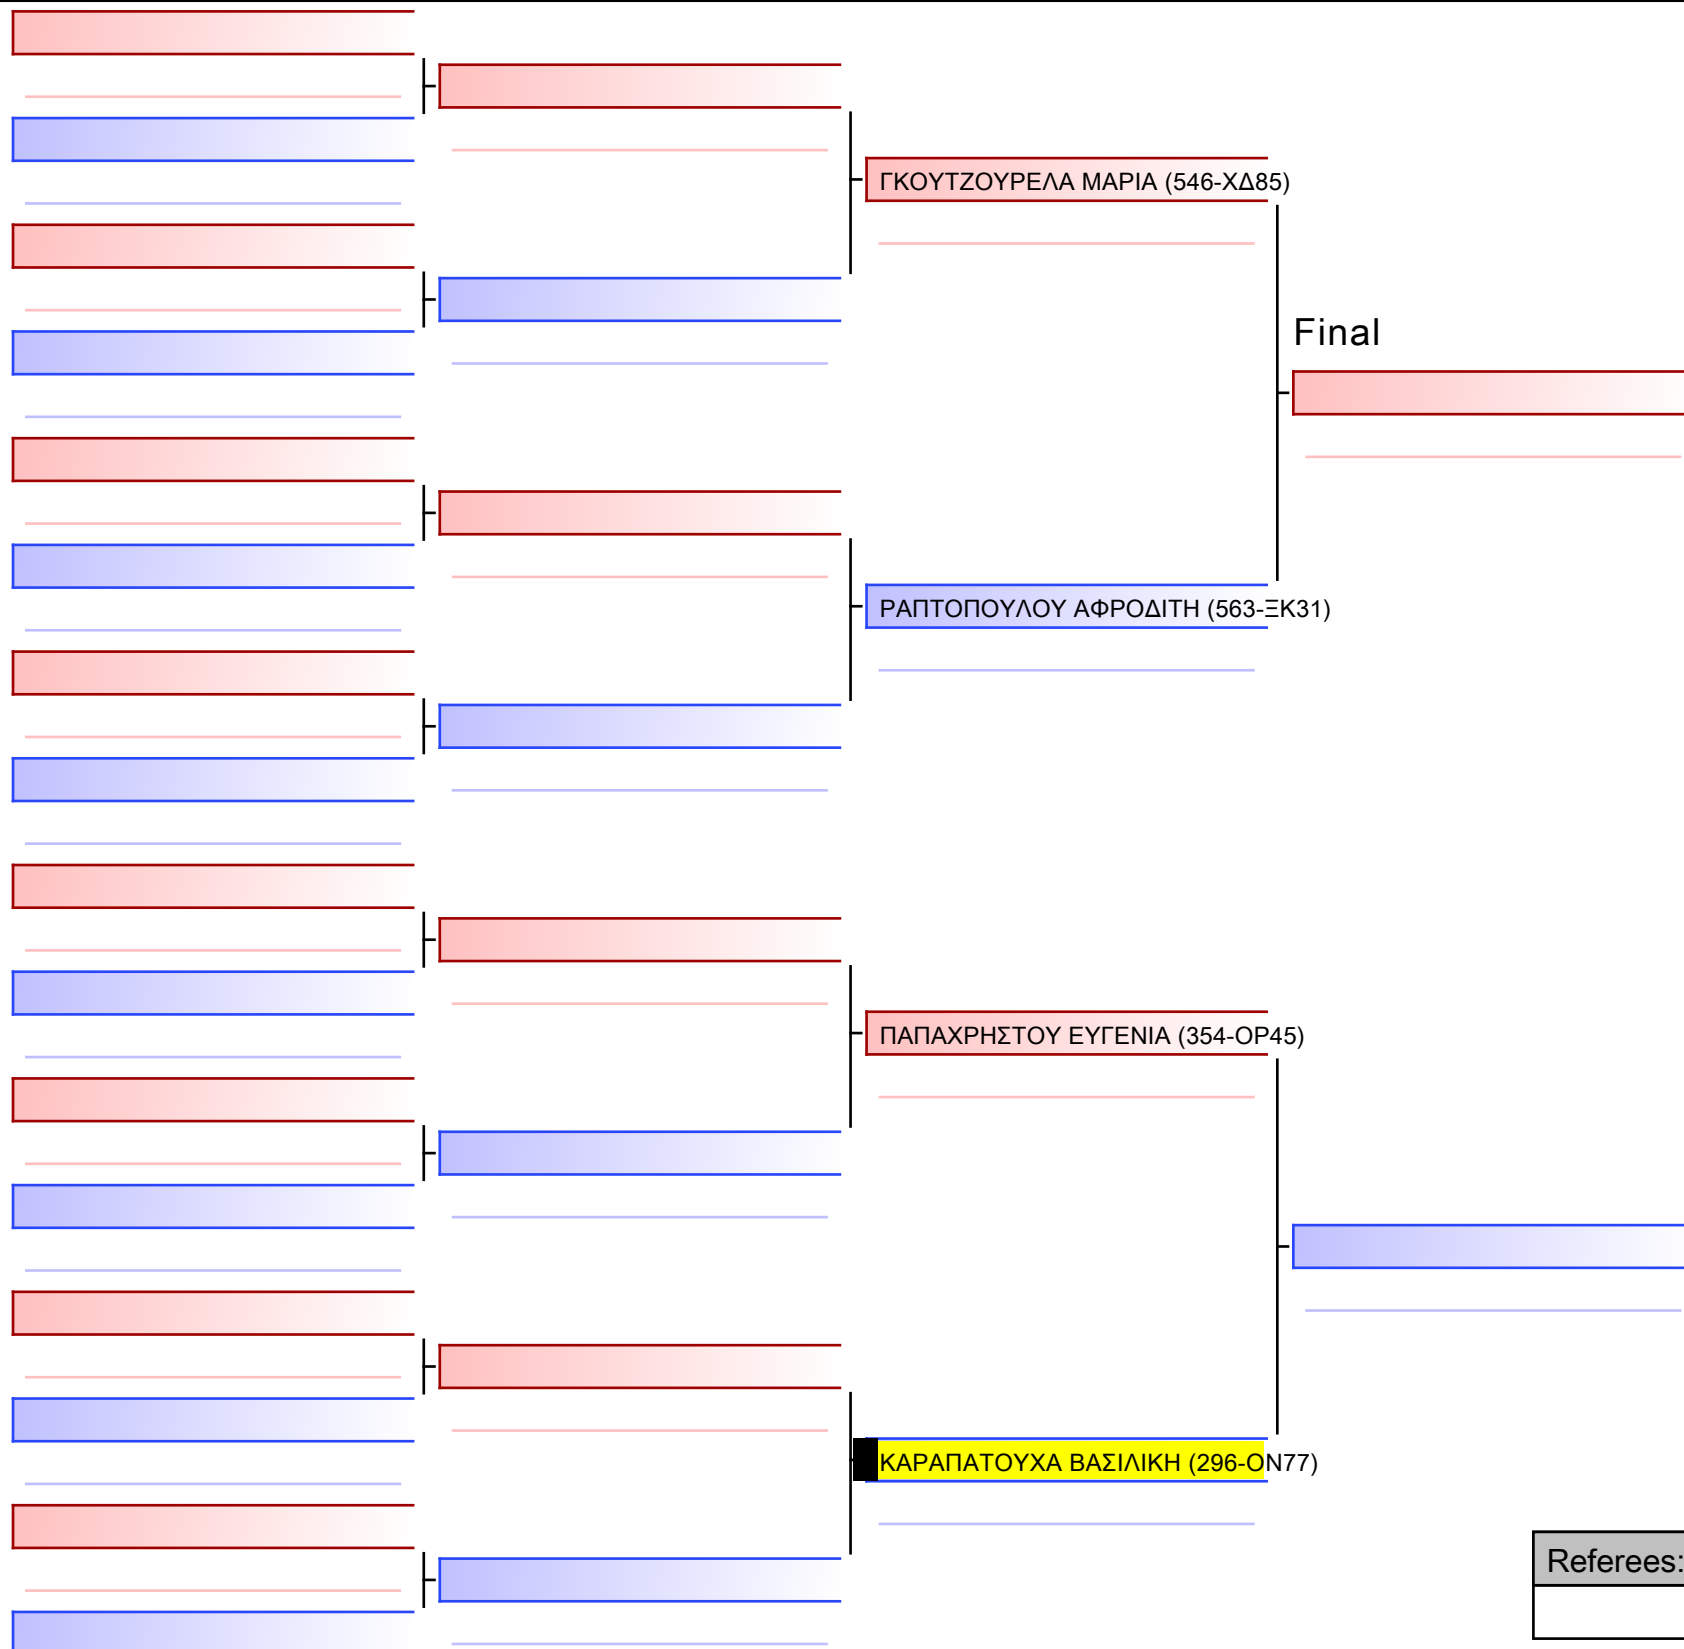 ΓΚΟΥΤΖΟΥΡΕΛΑ ΜΑΡΙΑ (546-ΧΔ85)
Final
ΡΑΠΤΟΠΟΥΛΟΥ ΑΦΡΟΔΙΤΗ (563-ΞΚ31)
ΠΑΠΑΧΡΗΣΤΟΥ ΕΥΓΕΝΙΑ (354-ΟΡ45)
ΚΑΡΑΠΑΤΟΥΧΑ ΒΑΣΙΛΙΚΗ (296-ΟΝ77)
Referees: